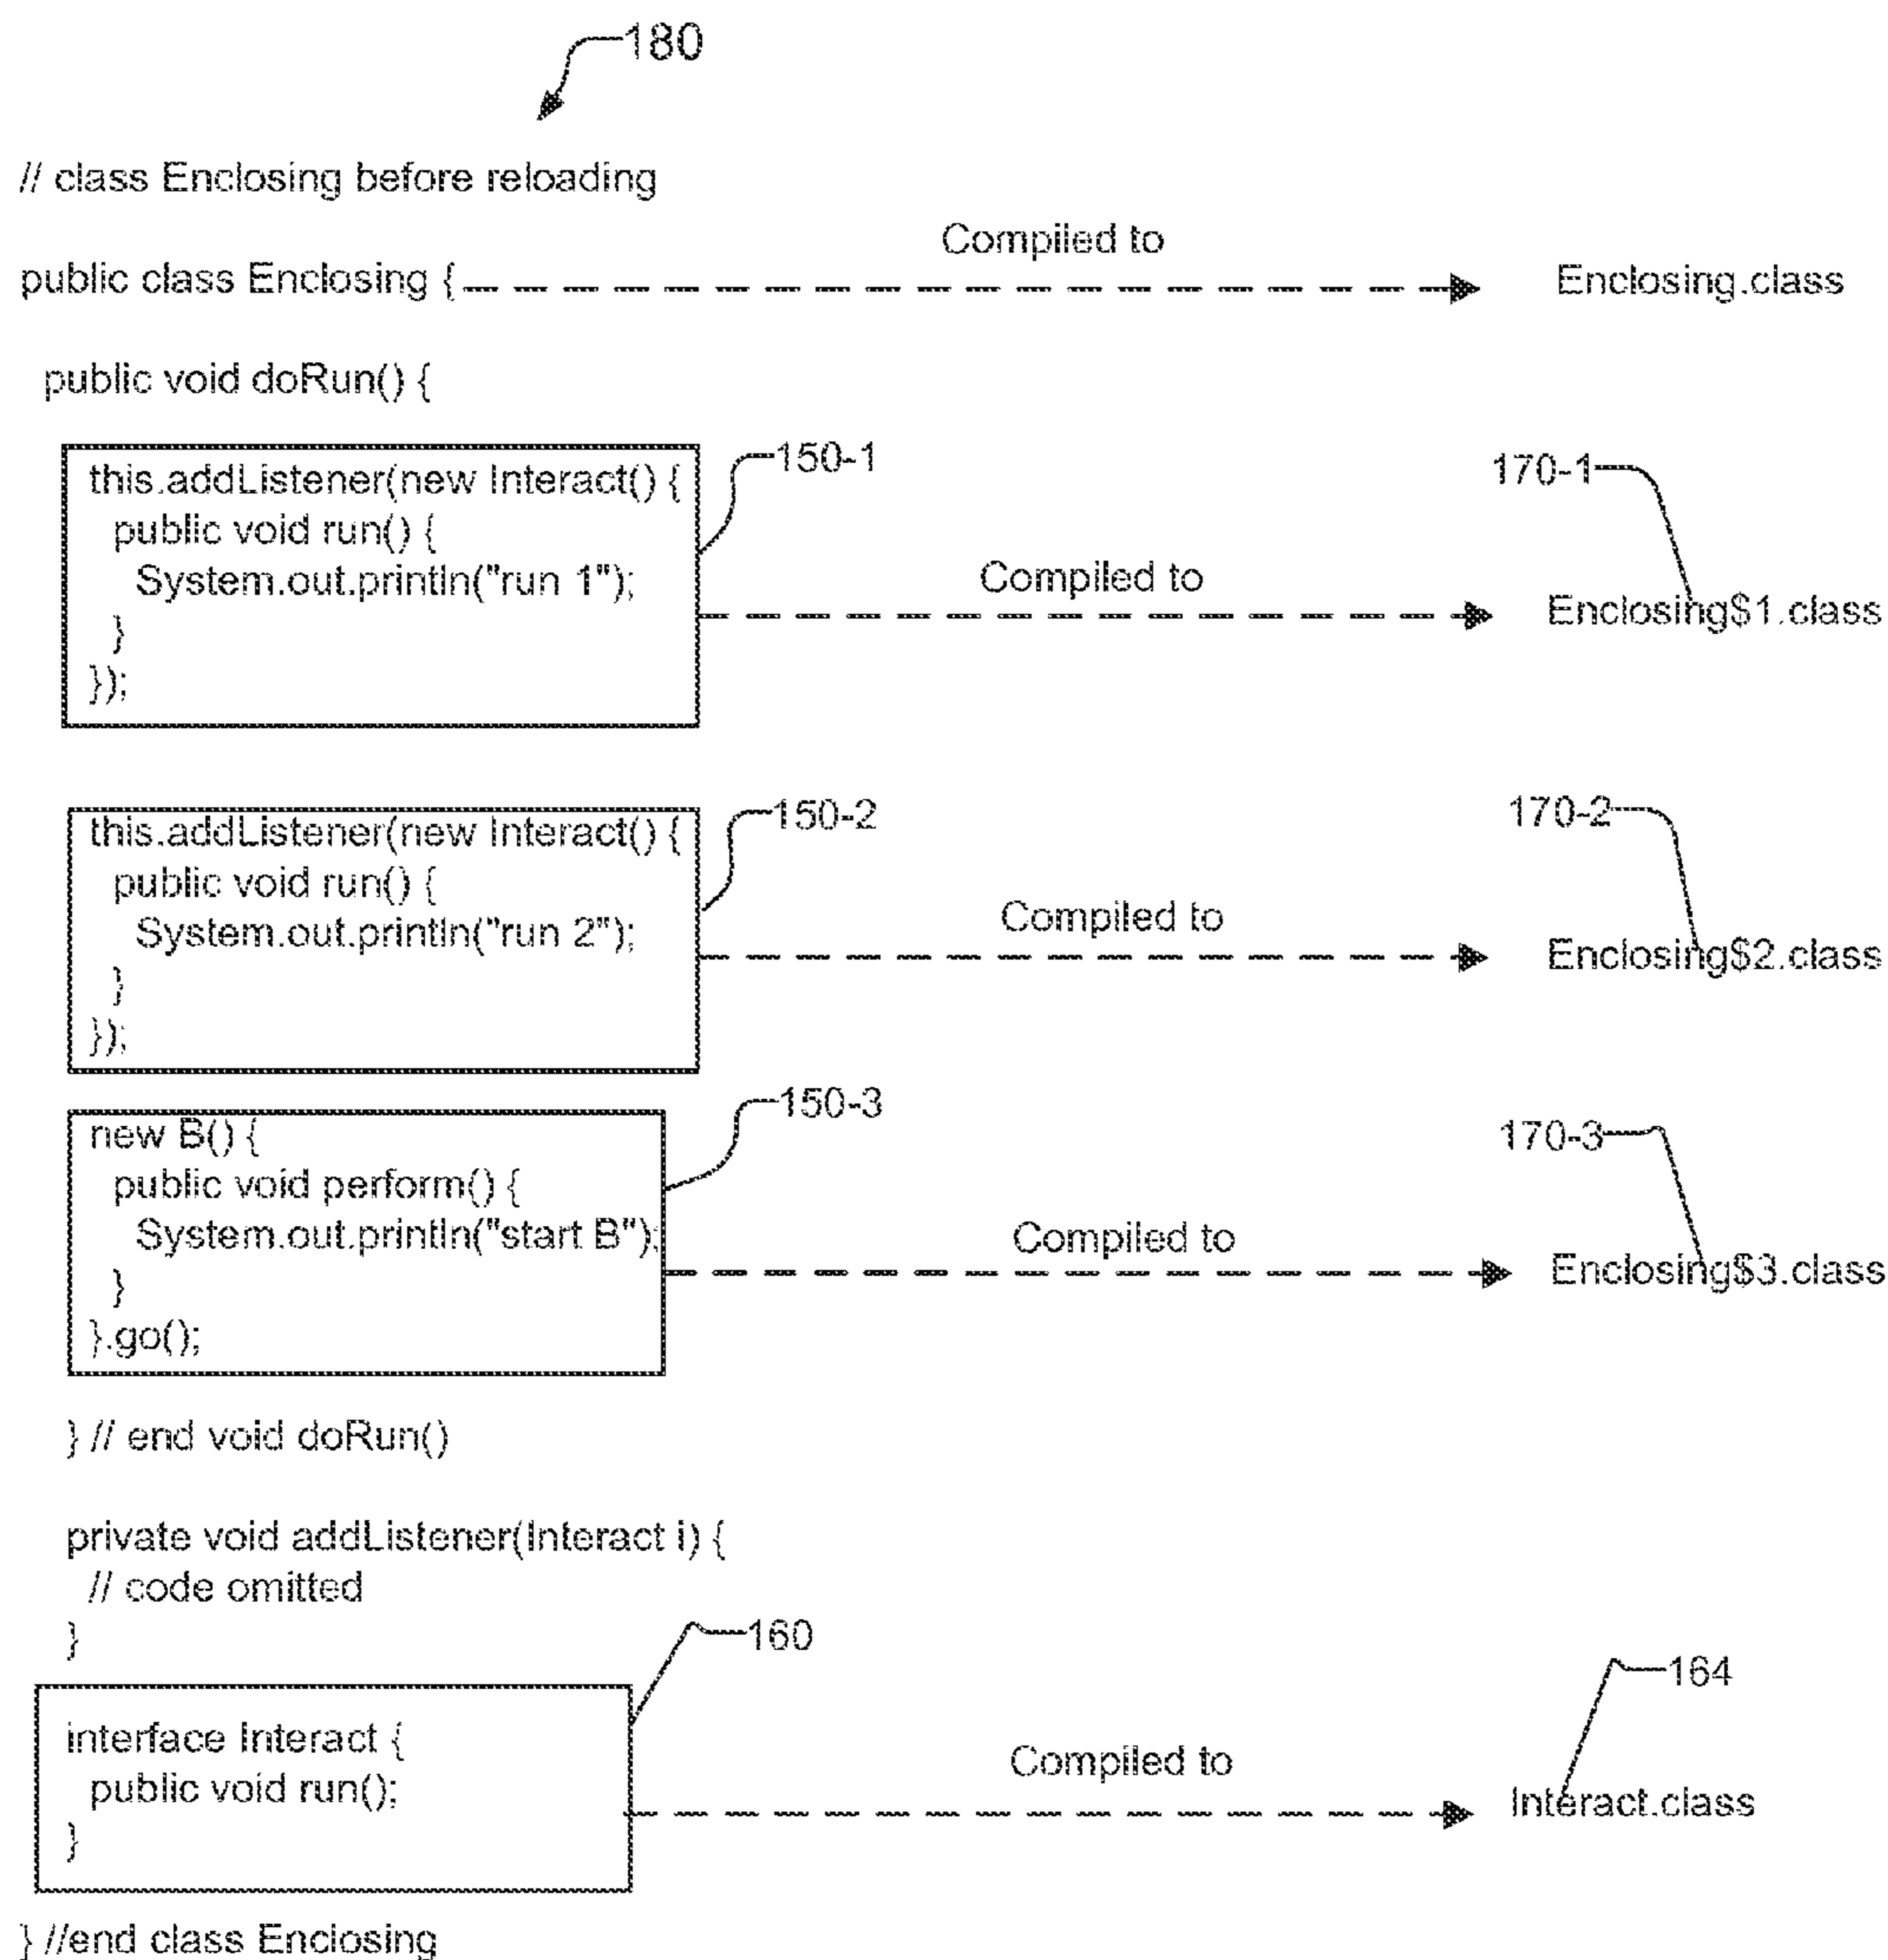 180
// class Enclosing before reloading
Compiled to
public class Enclosing {
Enclosing.class
public void doRun() {
150-1
170-1
this.addListener(new Interact() {
public void run() {
System.out.println("run 1");
Compiled to
Enclosing$1.class
}
});
150-2
170-2
this.addListener(new Interact() {
public void run() {
System.out.println("run 2");
Compiled to
Enclosing$2.class
}
});
150-3
170-3
new B() {
public void perform() {
System.out.println("start B");
Compiled to
Enclosing$3.class
}
}.go();
} // end void doRun()
private void addListener(Interact i) {
// code omitted
}
160
164
interface Interact {
public void run();
Compiled to
Interact.class
}
} //end class Enclosing